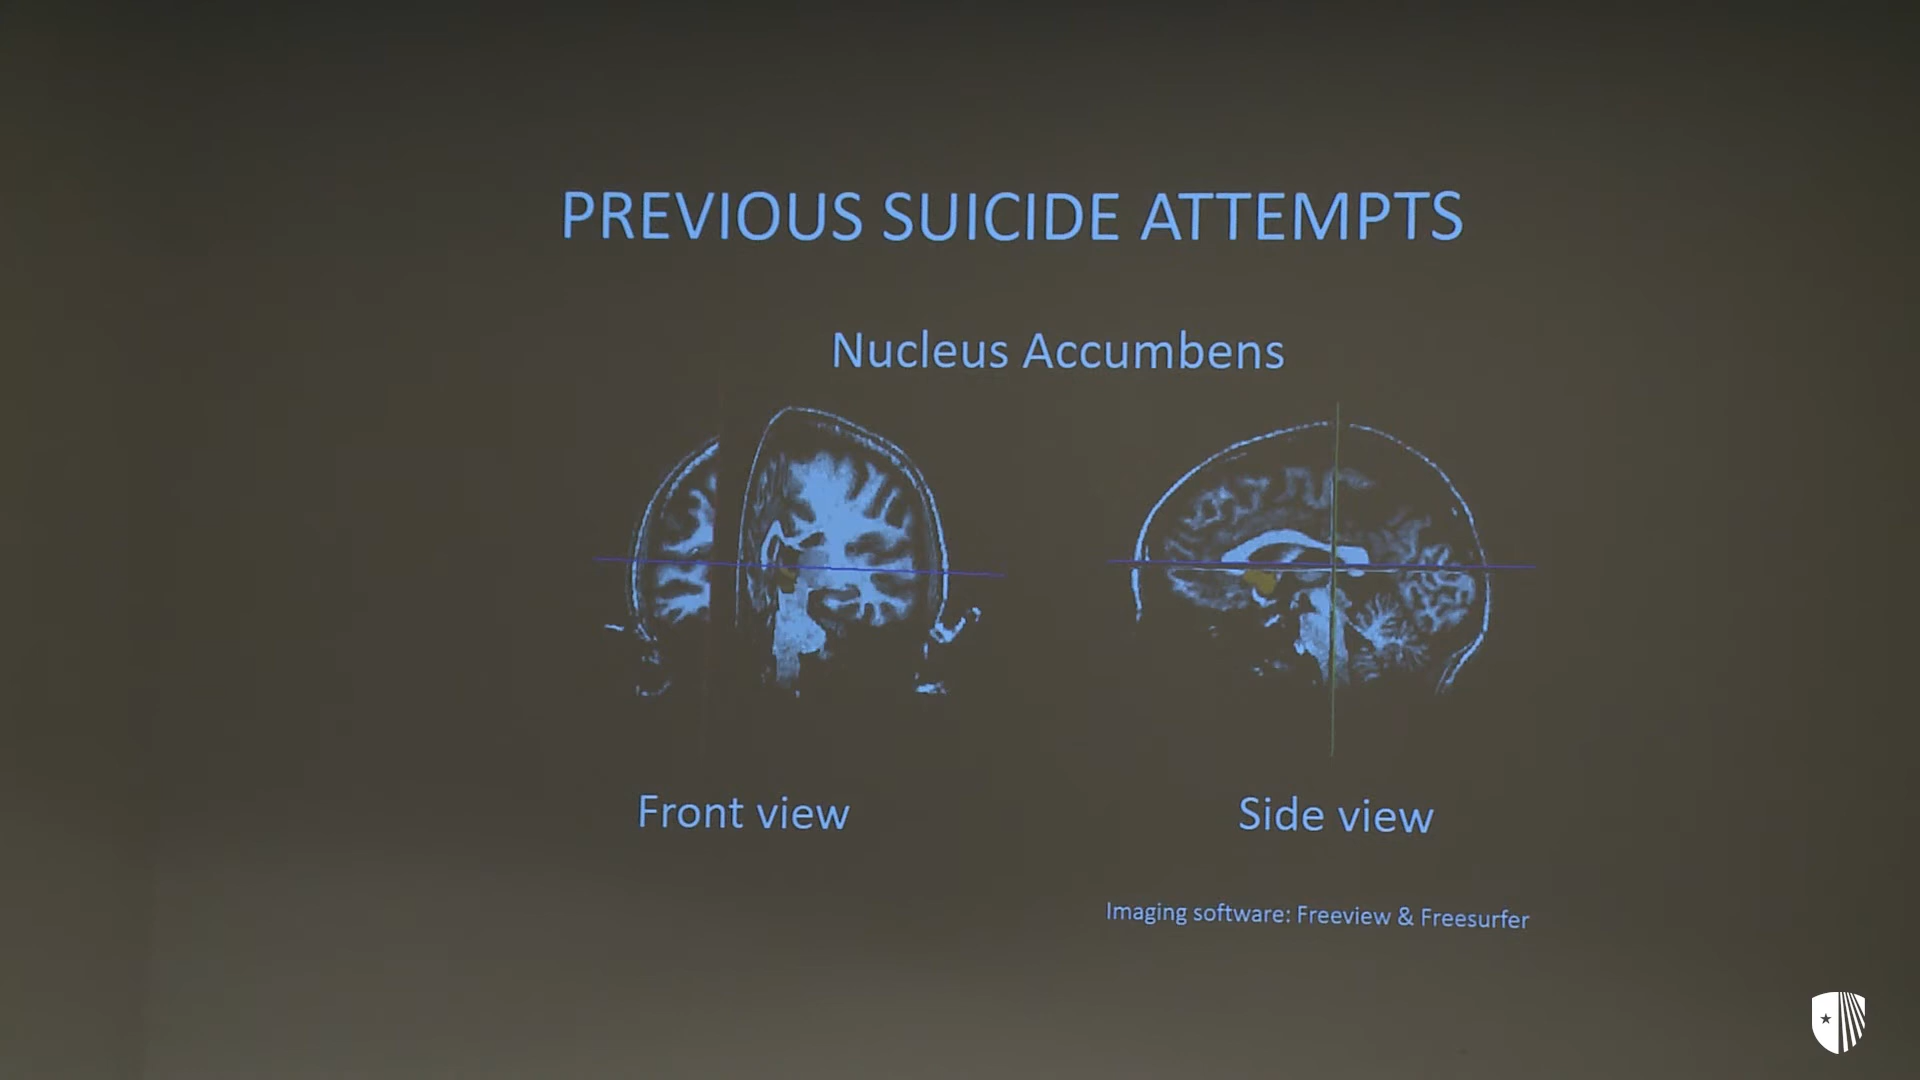 PREVIOUS SUICIDE ATTEMPTS
Nucleus Accumbens
Front view
Side view
Imaging software: Freeview & Freesurfer